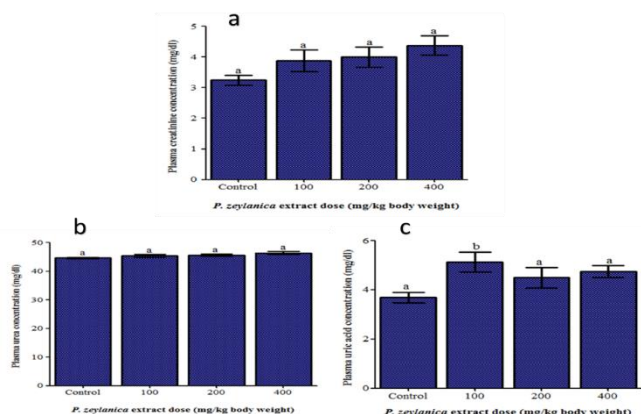 a
Plasma creatinine concentration (mg/dl)
5
4
3
2
1
0
a
a
a
a
Control 100 200 400
P. zeylanica extract dose (mg/kg body weight)
b
Plasma urea concentration (mg/dl)
50
40
30
20
10
0
a
a
a
a
Control 100 200 400
P. zeylanica extract dose (mg/kg body weight)
c
Plasma uric acid concentration (mg/dl)
6
4
2
0
a
b
a
a
Control 100 200 400
P. zeylanica extract dose (mg/kg body weight)